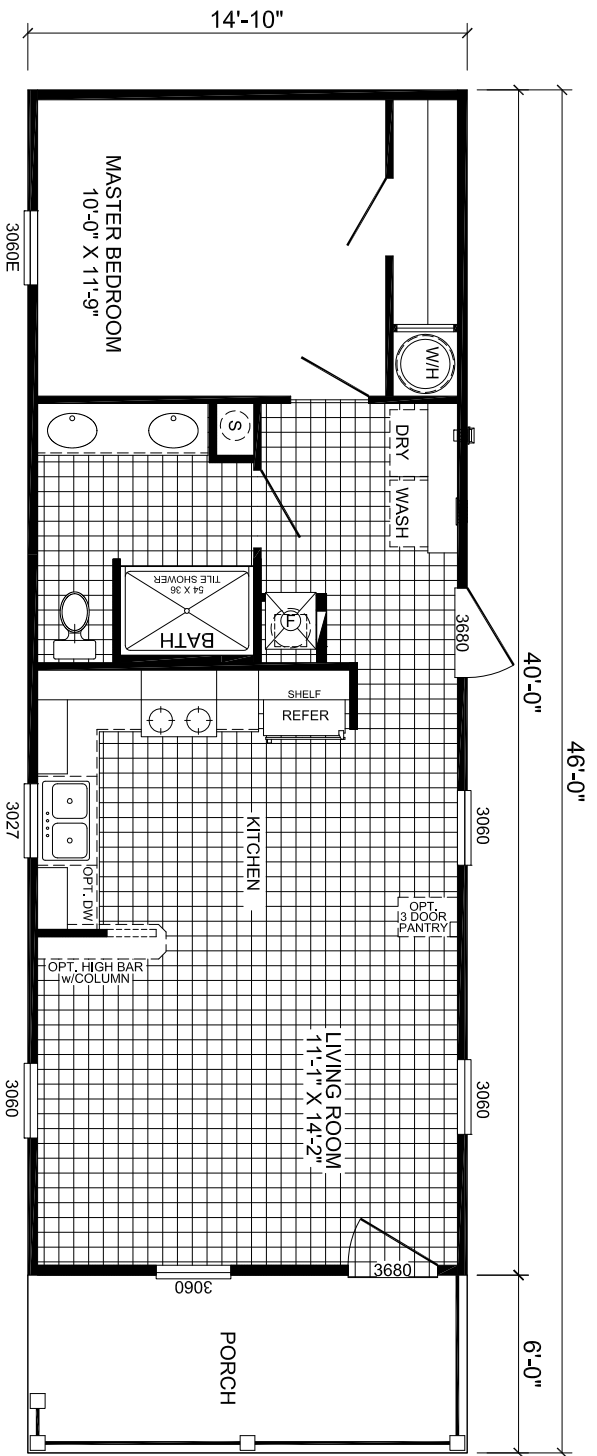 14'-10"
46'-0"
40'-0"
6'-0"
MASTER BEDROOM
10'-0" X 11'-9"
3060E
W/H
S
DRY
WASH
3680
54 X 36
TILE SHOWER
BATH
F
SHELF
REFER
KITCHEN
3027
OPT. DW
3060
OPT.
3 DOOR
PANTRY
OPT. HIGH BAR
w/COLUMN
LIVING ROOM
11'-1" X 14'-2"
3060
3060
3680
3060
PORCH